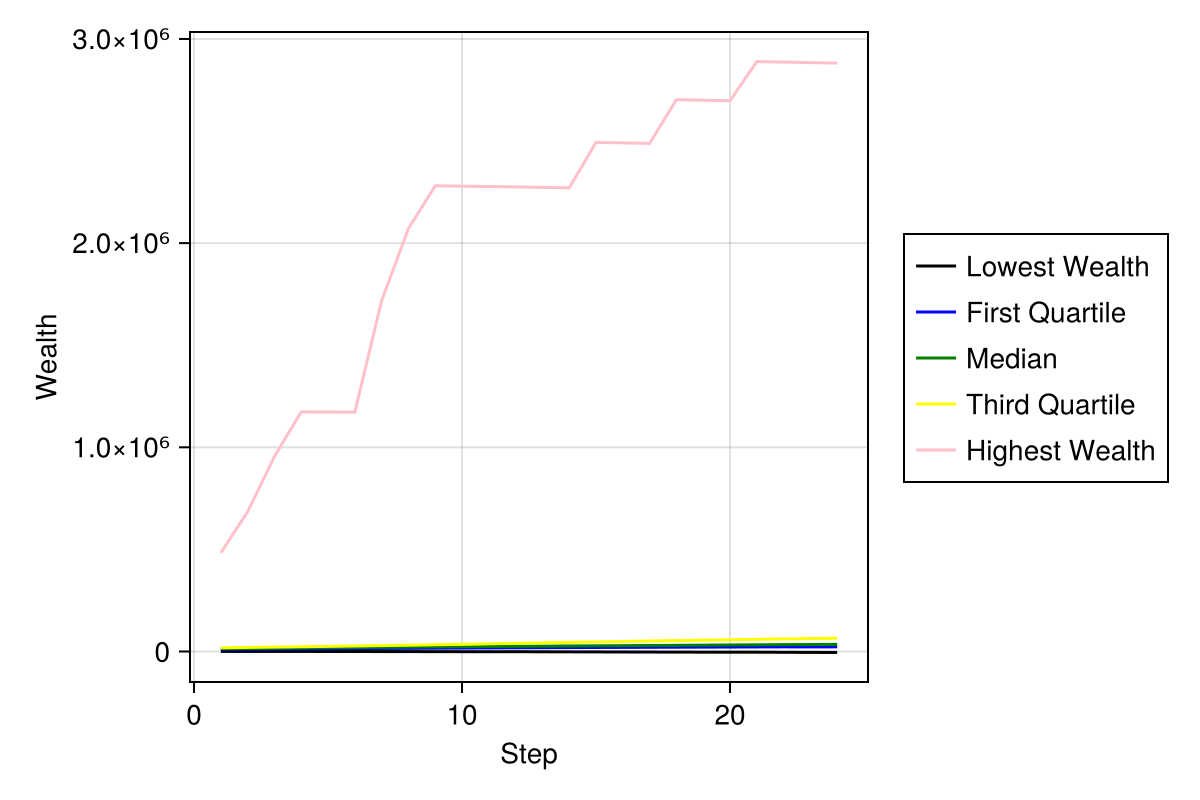 3.0×10⁶
2.0×10⁶
1.0×10⁶
0
Wealth
0 10 20
Step
Lowest Wealth
First Quartile
Median
Third Quartile
Highest Wealth